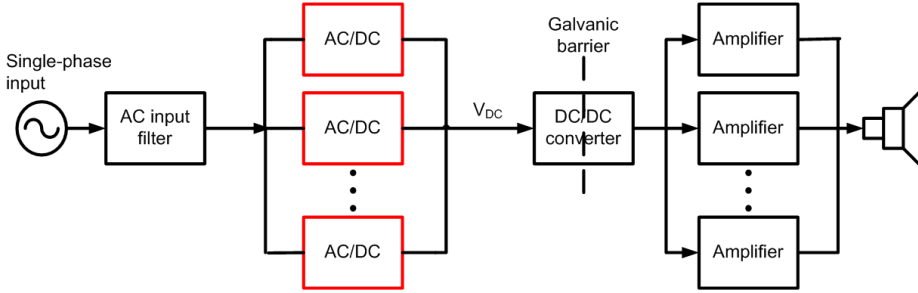 Single-phase
input
AC input
filter
AC/DC
AC/DC
AC/DC
VDC
Galvanic
barrier
DC/DC
converter
Amplifier
Amplifier
Amplifier